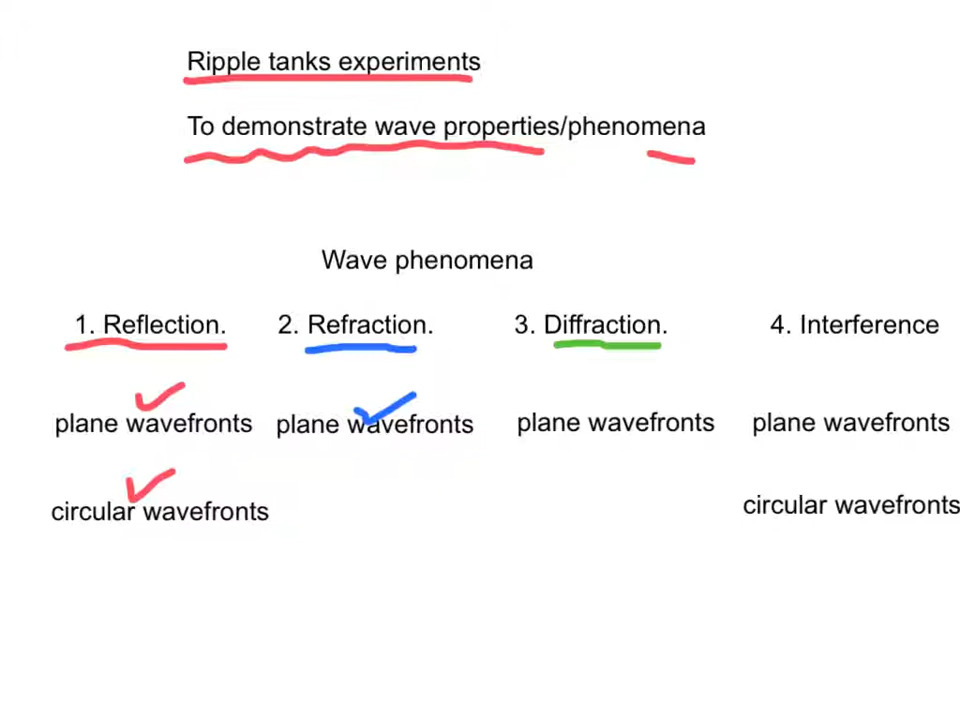 Ripple tanks experiments
To demonstrate wave properties/phenomena
Wave phenomena
1. Reflection. 2. Refraction. 3. Diffraction. 4. Interference
plane wavefronts plane wavefronts plane wavefronts plane wavefronts
circular wavefronts circular wavefronts